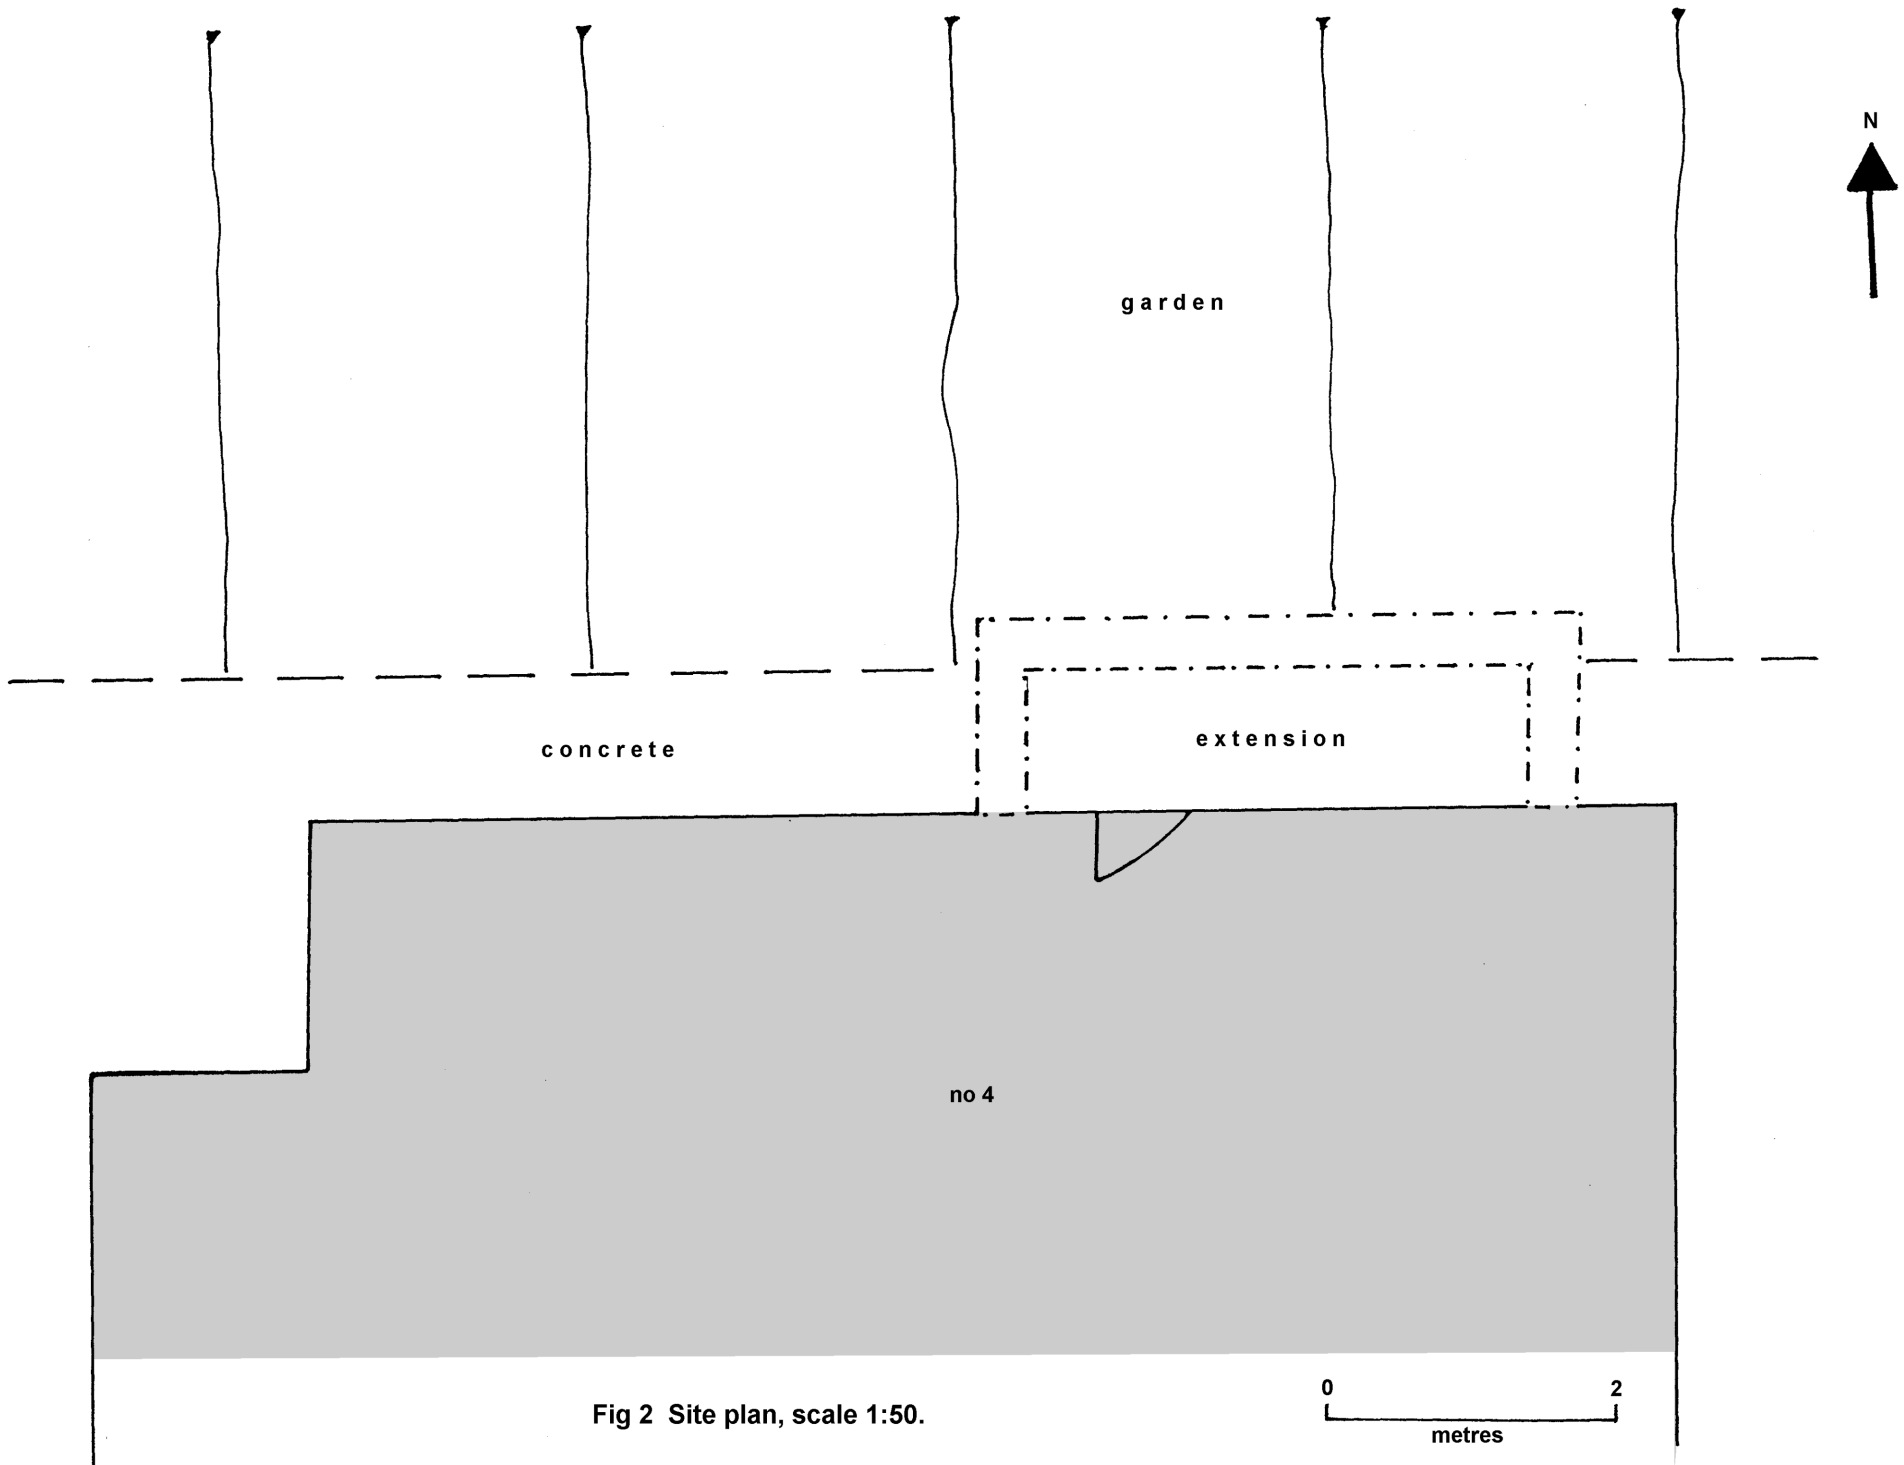 N
garden
concrete
extension
no 4
0 2
metres
Fig 2 Site plan, scale 1:50.